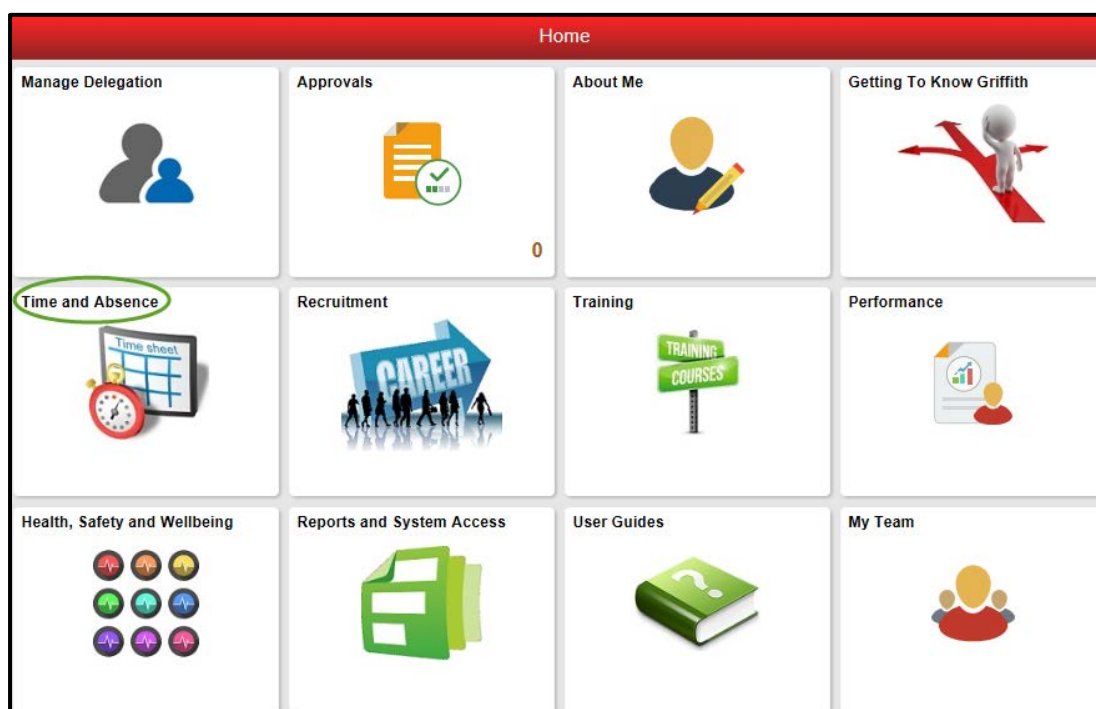 Home
Manage Delegation
Approvals
About Me
Getting To Know Griffith
0
Time and Absence
Recruitment
Training
Performance
Time sheet
CAREER
TRAINING
COURSES
Health, Safety and Wellbeing
Reports and System Access
User Guides
My Team
?